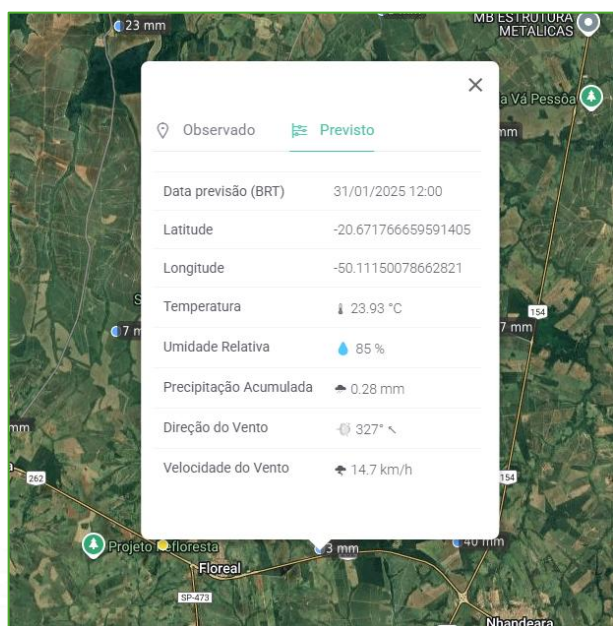 23 mm
MB ESTRUTURA
METALICAS
a Vá Pessôa
Observado Previsto
mm
Data previsão (BRT) 31/01/2025 12:00
Latitude -20.671766659591405
Longitude -50.11150078662821
Temperatura 23.93 °C
154
7 m
7 mm
Umidade Relativa 85 %
Precipitação Acumulada 0.28 mm
mm
Direção do Vento 327°
262
Velocidade do Vento 14.7 km/h
154
Projeto Refloresta
3 mm
40 mm
Floreal
SP-473
Nhandeara